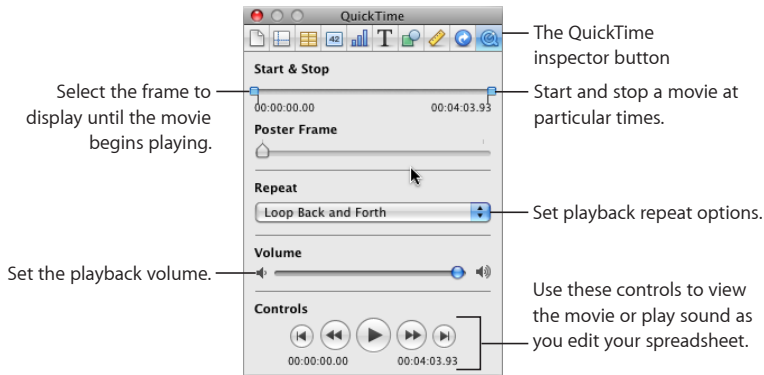 QuickTime
42
T
The QuickTime
inspector button
Start & Stop
Select the frame to
display until the movie
begins playing.
00:00:00.00
00:04:03.93
Start and stop a movie at
particular times.
Poster Frame
Repeat
Loop Back and Forth
Set playback repeat options.
Volume
Set the playback volume.
Controls
Use these controls to view
the movie or play sound as
you edit your spreadsheet.
00:00:00.00
00:04:03.93